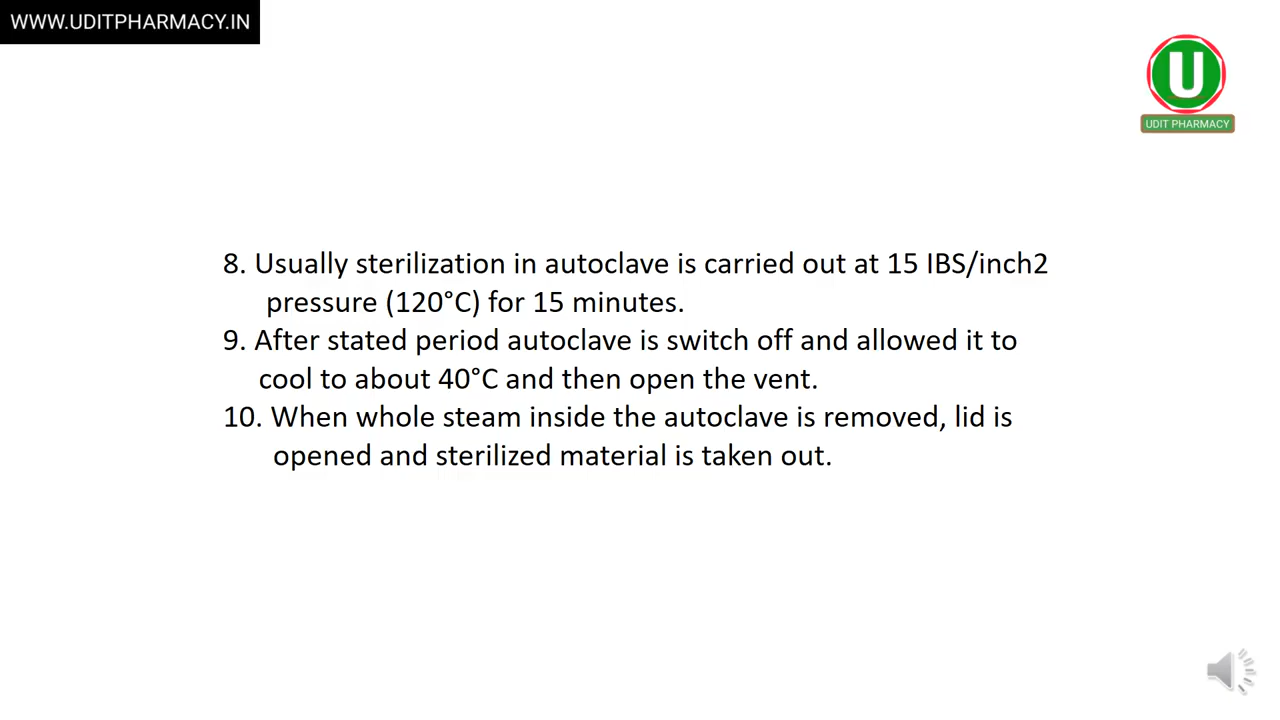 WWW.UDITPHARMACY.IN
U
UDIT PHARMACY
8. Usually sterilization in autoclave is carried out at 15 IBS/inch2
pressure (120°C) for 15 minutes.
9. After stated period autoclave is switch off and allowed it to
cool to about 40°C and then open the vent.
10. When whole steam inside the autoclave is removed, lid is
opened and sterilized material is taken out.